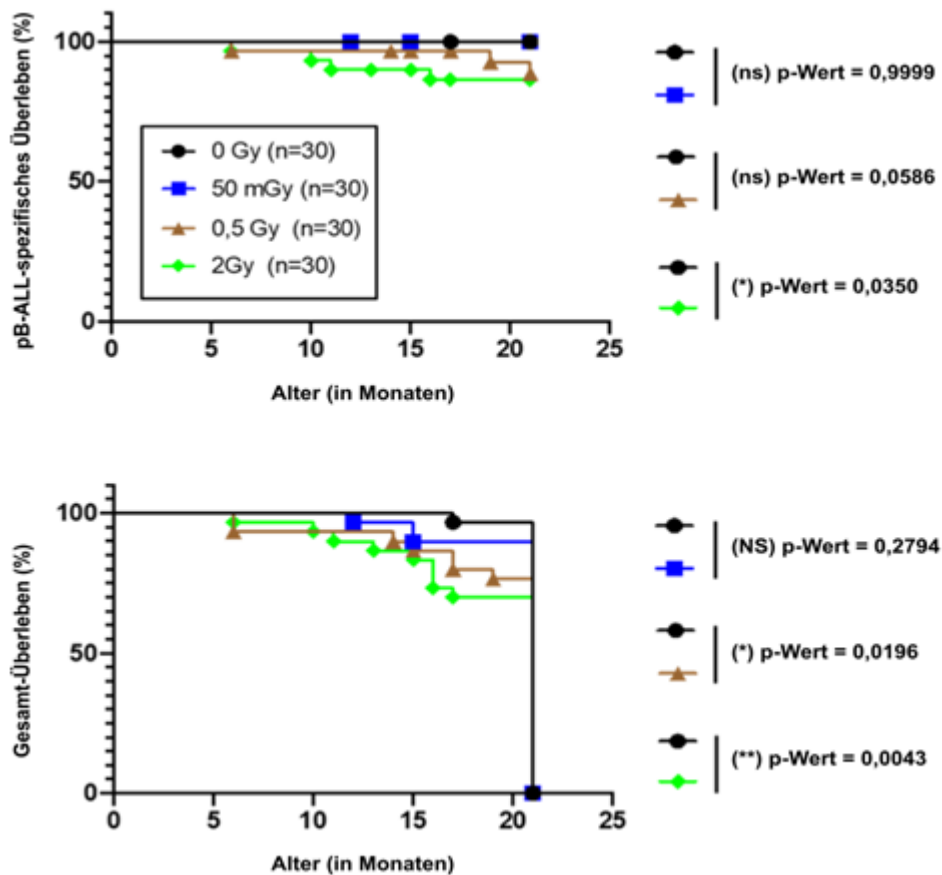 pB-ALL-spezifisches Überleben (%)
100
50
0
0 Gy (n=30)
50 mGy (n=30)
0,5 Gy (n=30)
2Gy (n=30)
0 5 10 15 20 25
Alter (in Monaten)
(ns) p-Wert = 0,9999
(ns) p-Wert = 0,0586
(*) p-Wert = 0,0350
Gesamt-Überleben (%)
100
50
0
0 5 10 15 20 25
Alter (in Monaten)
(NS) p-Wert = 0,2794
(*) p-Wert = 0,0196
(**) p-Wert = 0,0043